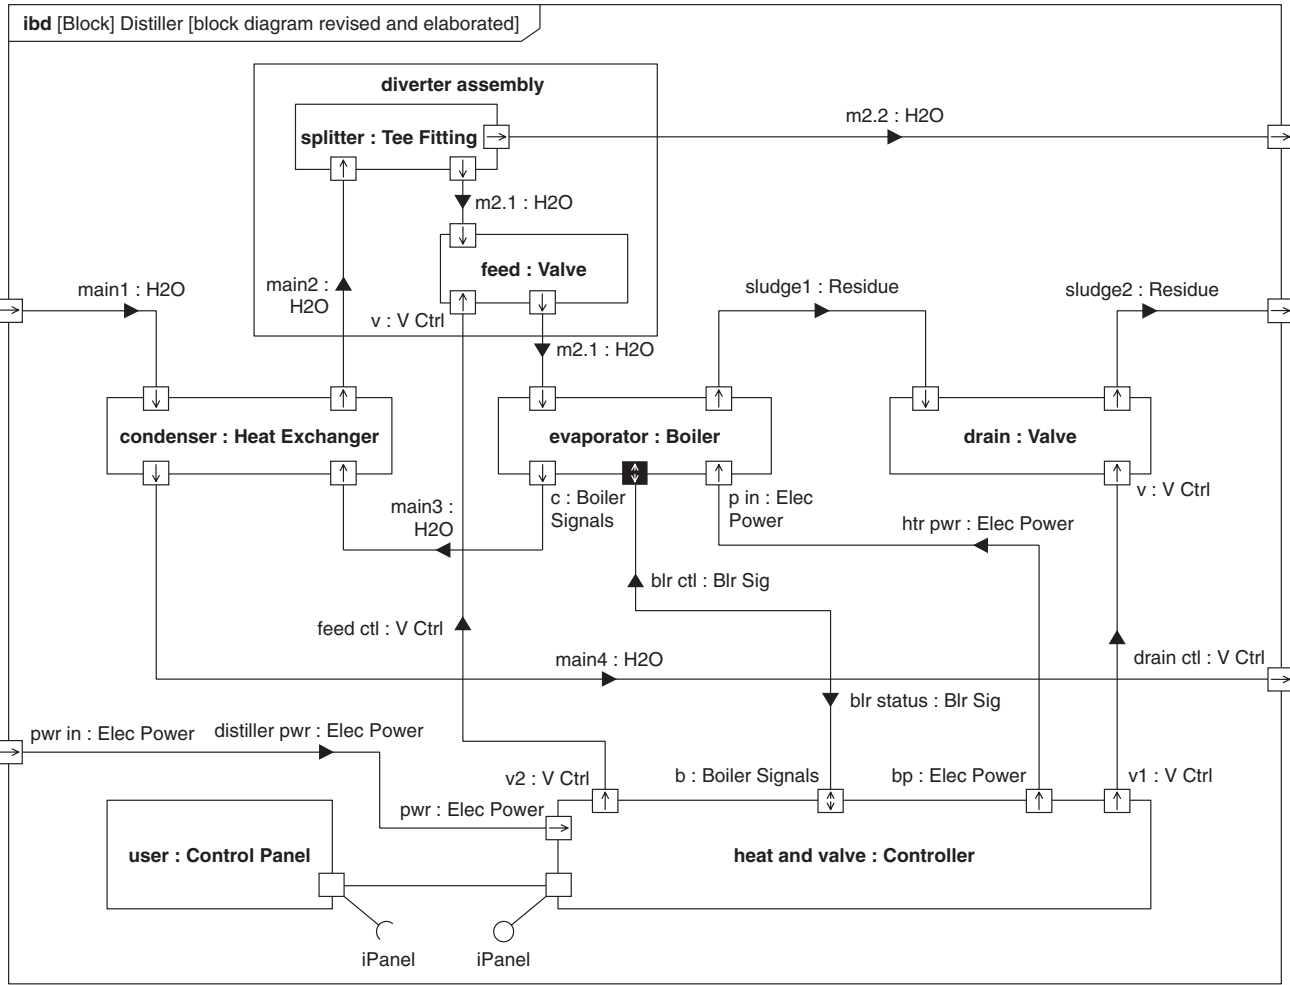 ibd [Block] Distiller [block diagram revised and elaborated]
diverter assembly
m2.2 : H2O
splitter : Tee Fitting
m2.1 : H2O
feed : Valve
main1 : H2O
main2 :
H2O
v : V Ctrl
sludge1 : Residue
sludge2 : Residue
m2.1 : H2O
condenser : Heat Exchanger
evaporator : Boiler
drain : Valve
main3 :
H2O
c : Boiler
Signals
p in : Elec
Power
v : V Ctrl
htr pwr : Elec Power
blr ctl : Blr Sig
feed ctl : V Ctrl
main4 : H2O
drain ctl : V Ctrl
blr status : Blr Sig
pwr in : Elec Power
distiller pwr : Elec Power
v2 : V Ctrl
b : Boiler Signals
bp : Elec Power
v1 : V Ctrl
pwr : Elec Power
user : Control Panel
heat and valve : Controller
iPanel
iPanel